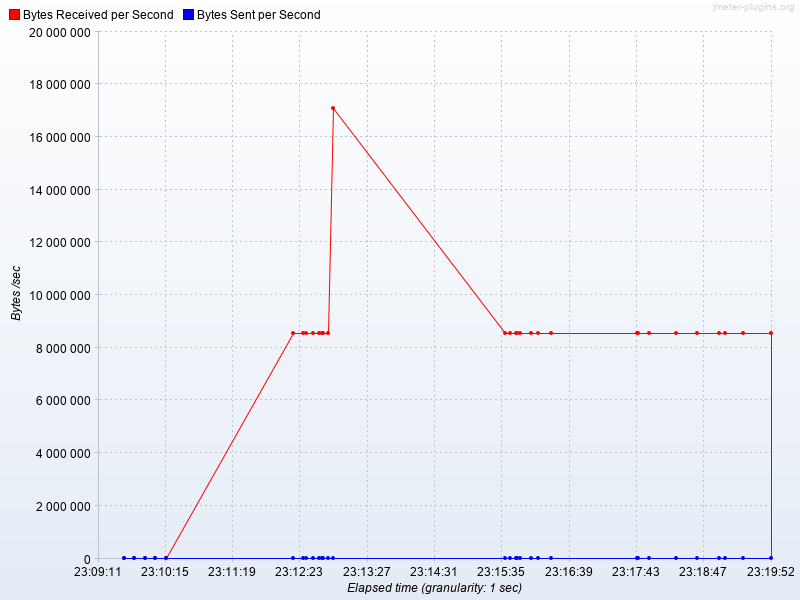 jmeter-plugins.org
Bytes Received per Second Bytes Sent per Second
20 000 000
18 000 000
16 000 000
14 000 000
12 000 000
10 000 000
8 000 000
6 000 000
4 000 000
2 000 000
0
Bytes /sec
23:09:11 23:10:15 23:11:19 23:12:23 23:13:27 23:14:31 23:15:35 23:16:39 23:17:43 23:18:47 23:19:52
Elapsed time (granularity: 1 sec)